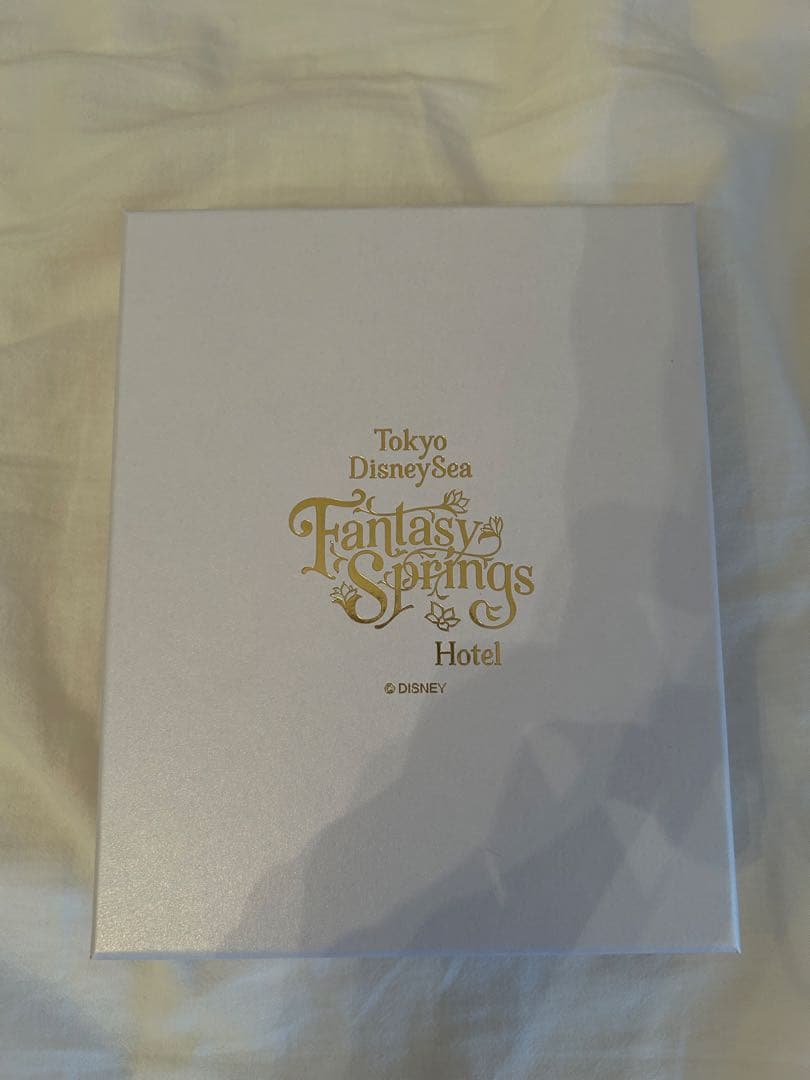 Tokyo
DisneySea
Fantasy
Springs
Hotel
© DISNEY